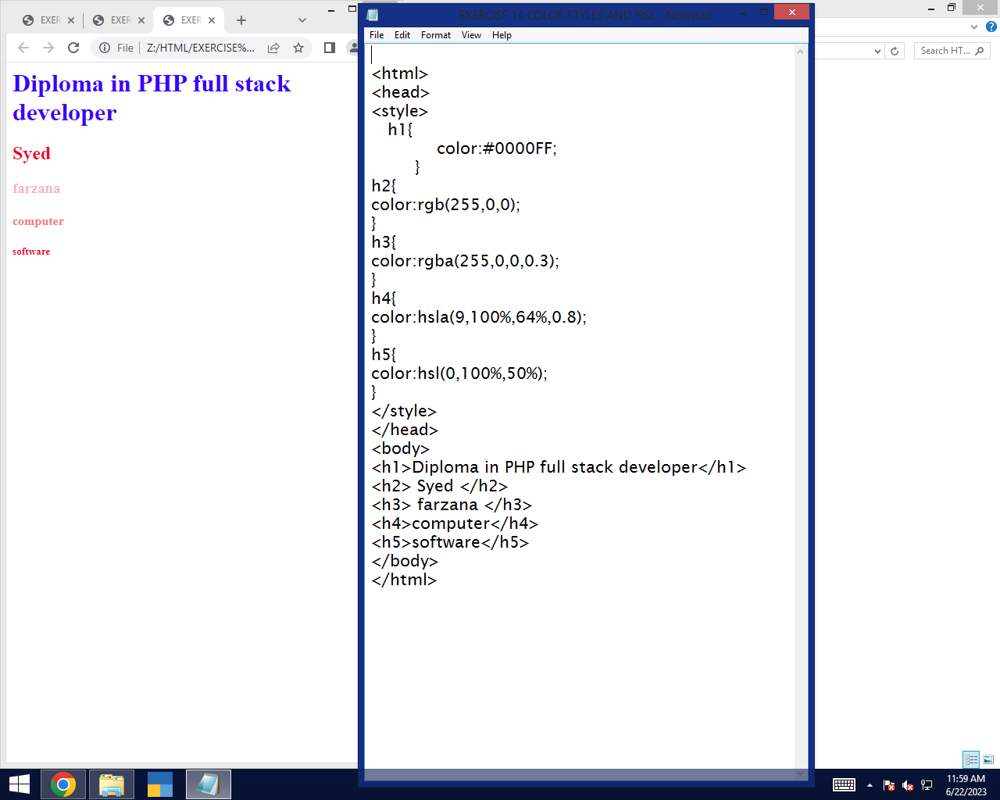 EXER
EXER
EXER
File
Z:/HTML/EXERCISE%...
Diploma in PHP full stack
developer
Syed
farzana
computer
software
EXERCISE 14 COLOR STYLES AND HSL - Notepad
File Edit Format View Help
<html>
<head>
<style>
h1{
color:#0000FF;
}
h2{
color:rgb(255,0,0);
}
h3{
color:rgba(255,0,0,0.3);
}
h4{
color:hsla(9,100%,64%,0.8);
}
h5{
color:hsl(0,100%,50%);
}
</style>
</head>
<body>
<h1>Diploma in PHP full stack developer</h1>
<h2> Syed </h2>
<h3> farzana </h3>
<h4>computer</h4>
<h5>software</h5>
</body>
</html>
Search HT...
11:59 AM
6/22/2023